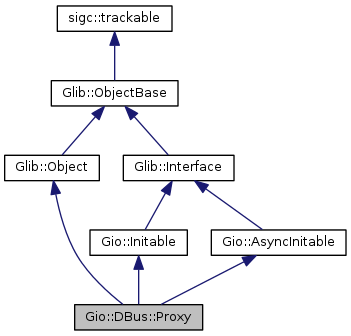 sigc::trackable
Glib::ObjectBase
Glib::Object
Glib::Interface
Gio::Initable
Gio::AsyncInitable
Gio::DBus::Proxy